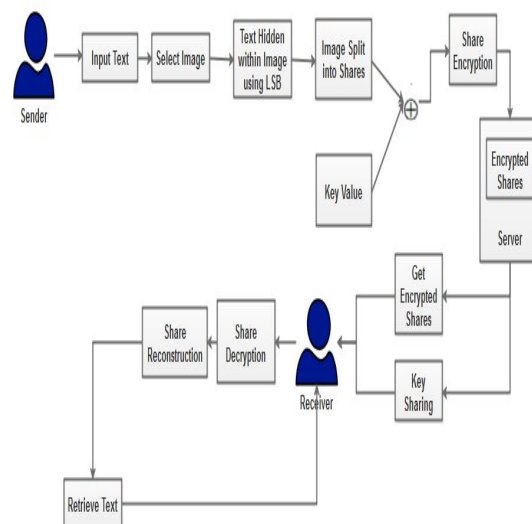 Sender
Input Text
Select Image
Text Hidden
within Image
using LSB
Image Split
into Shares
Share
Encryption
Key Value
Encrypted
Shares
Server
Get
Encrypted
Shares
Key
Sharing
Receiver
Share
Decryption
Share
Reconstruction
Retrieve Text